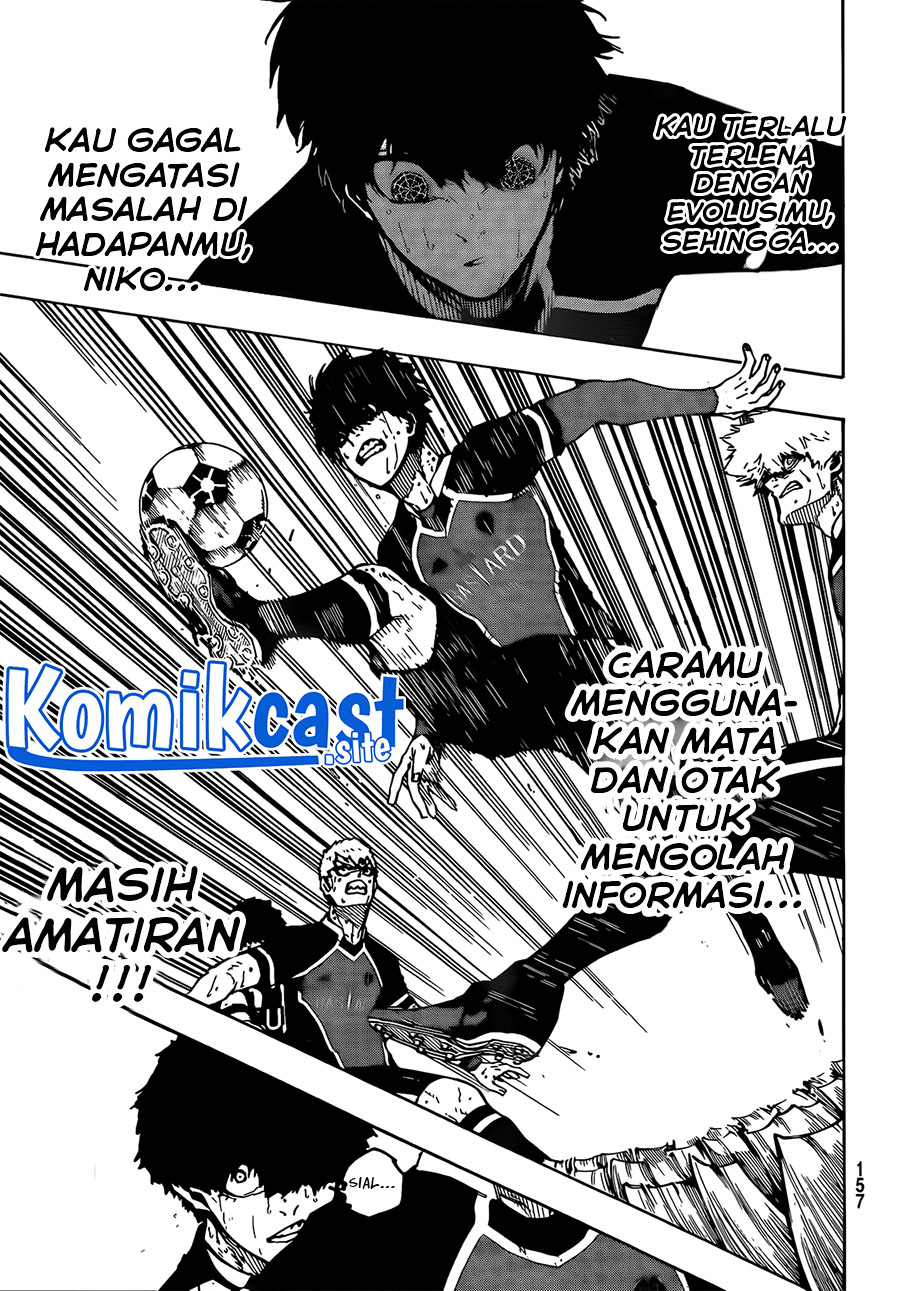 KAU TERLALU
TERLENA
DENGAN
EVOLUSIMU,
SEHINGGA...
KAU GAGAL
MENGATASI
MASALAH DI
HADAPANMU,
NIKO...
BASTARD
CARAMU
MENGGUNA-
KAN MATA
DAN OTAK
UNTUK
MENGOLAH
INFORMASI...
Komikcast
.site
MASIH
AMATIRAN
!!!
SIAL...
157